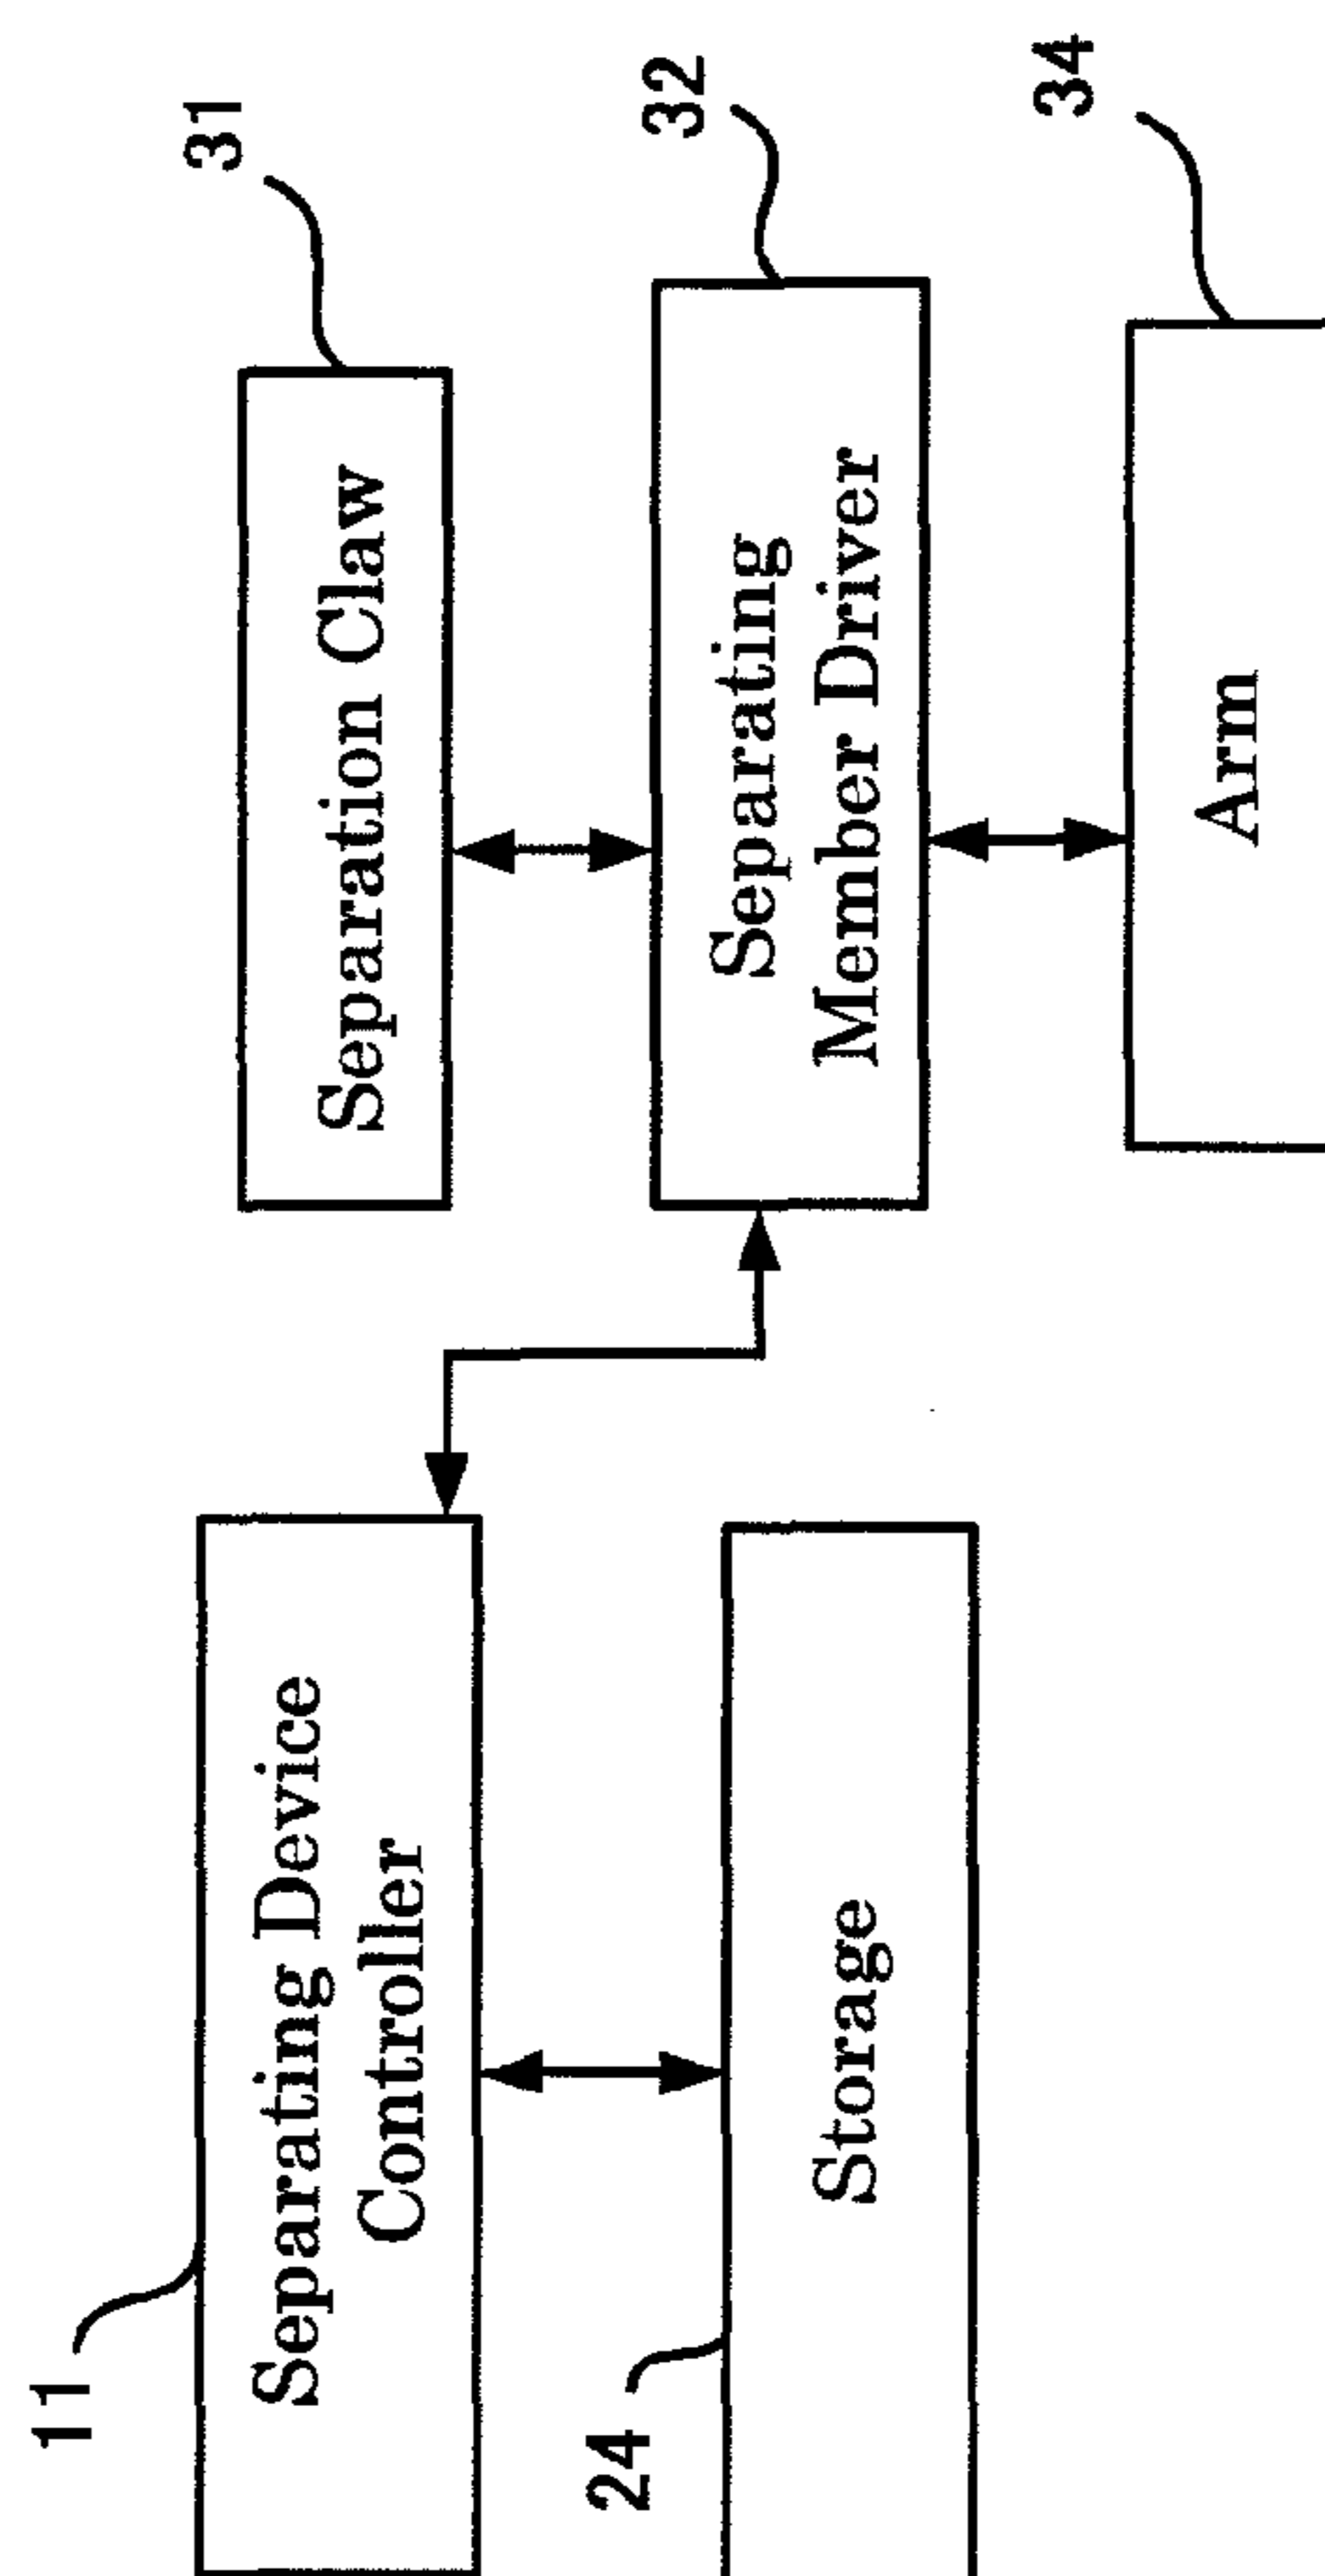 11
Separating Device
Controller
24
Storage
31
Separation Claw
32
Separating
Member Driver
34
Arm